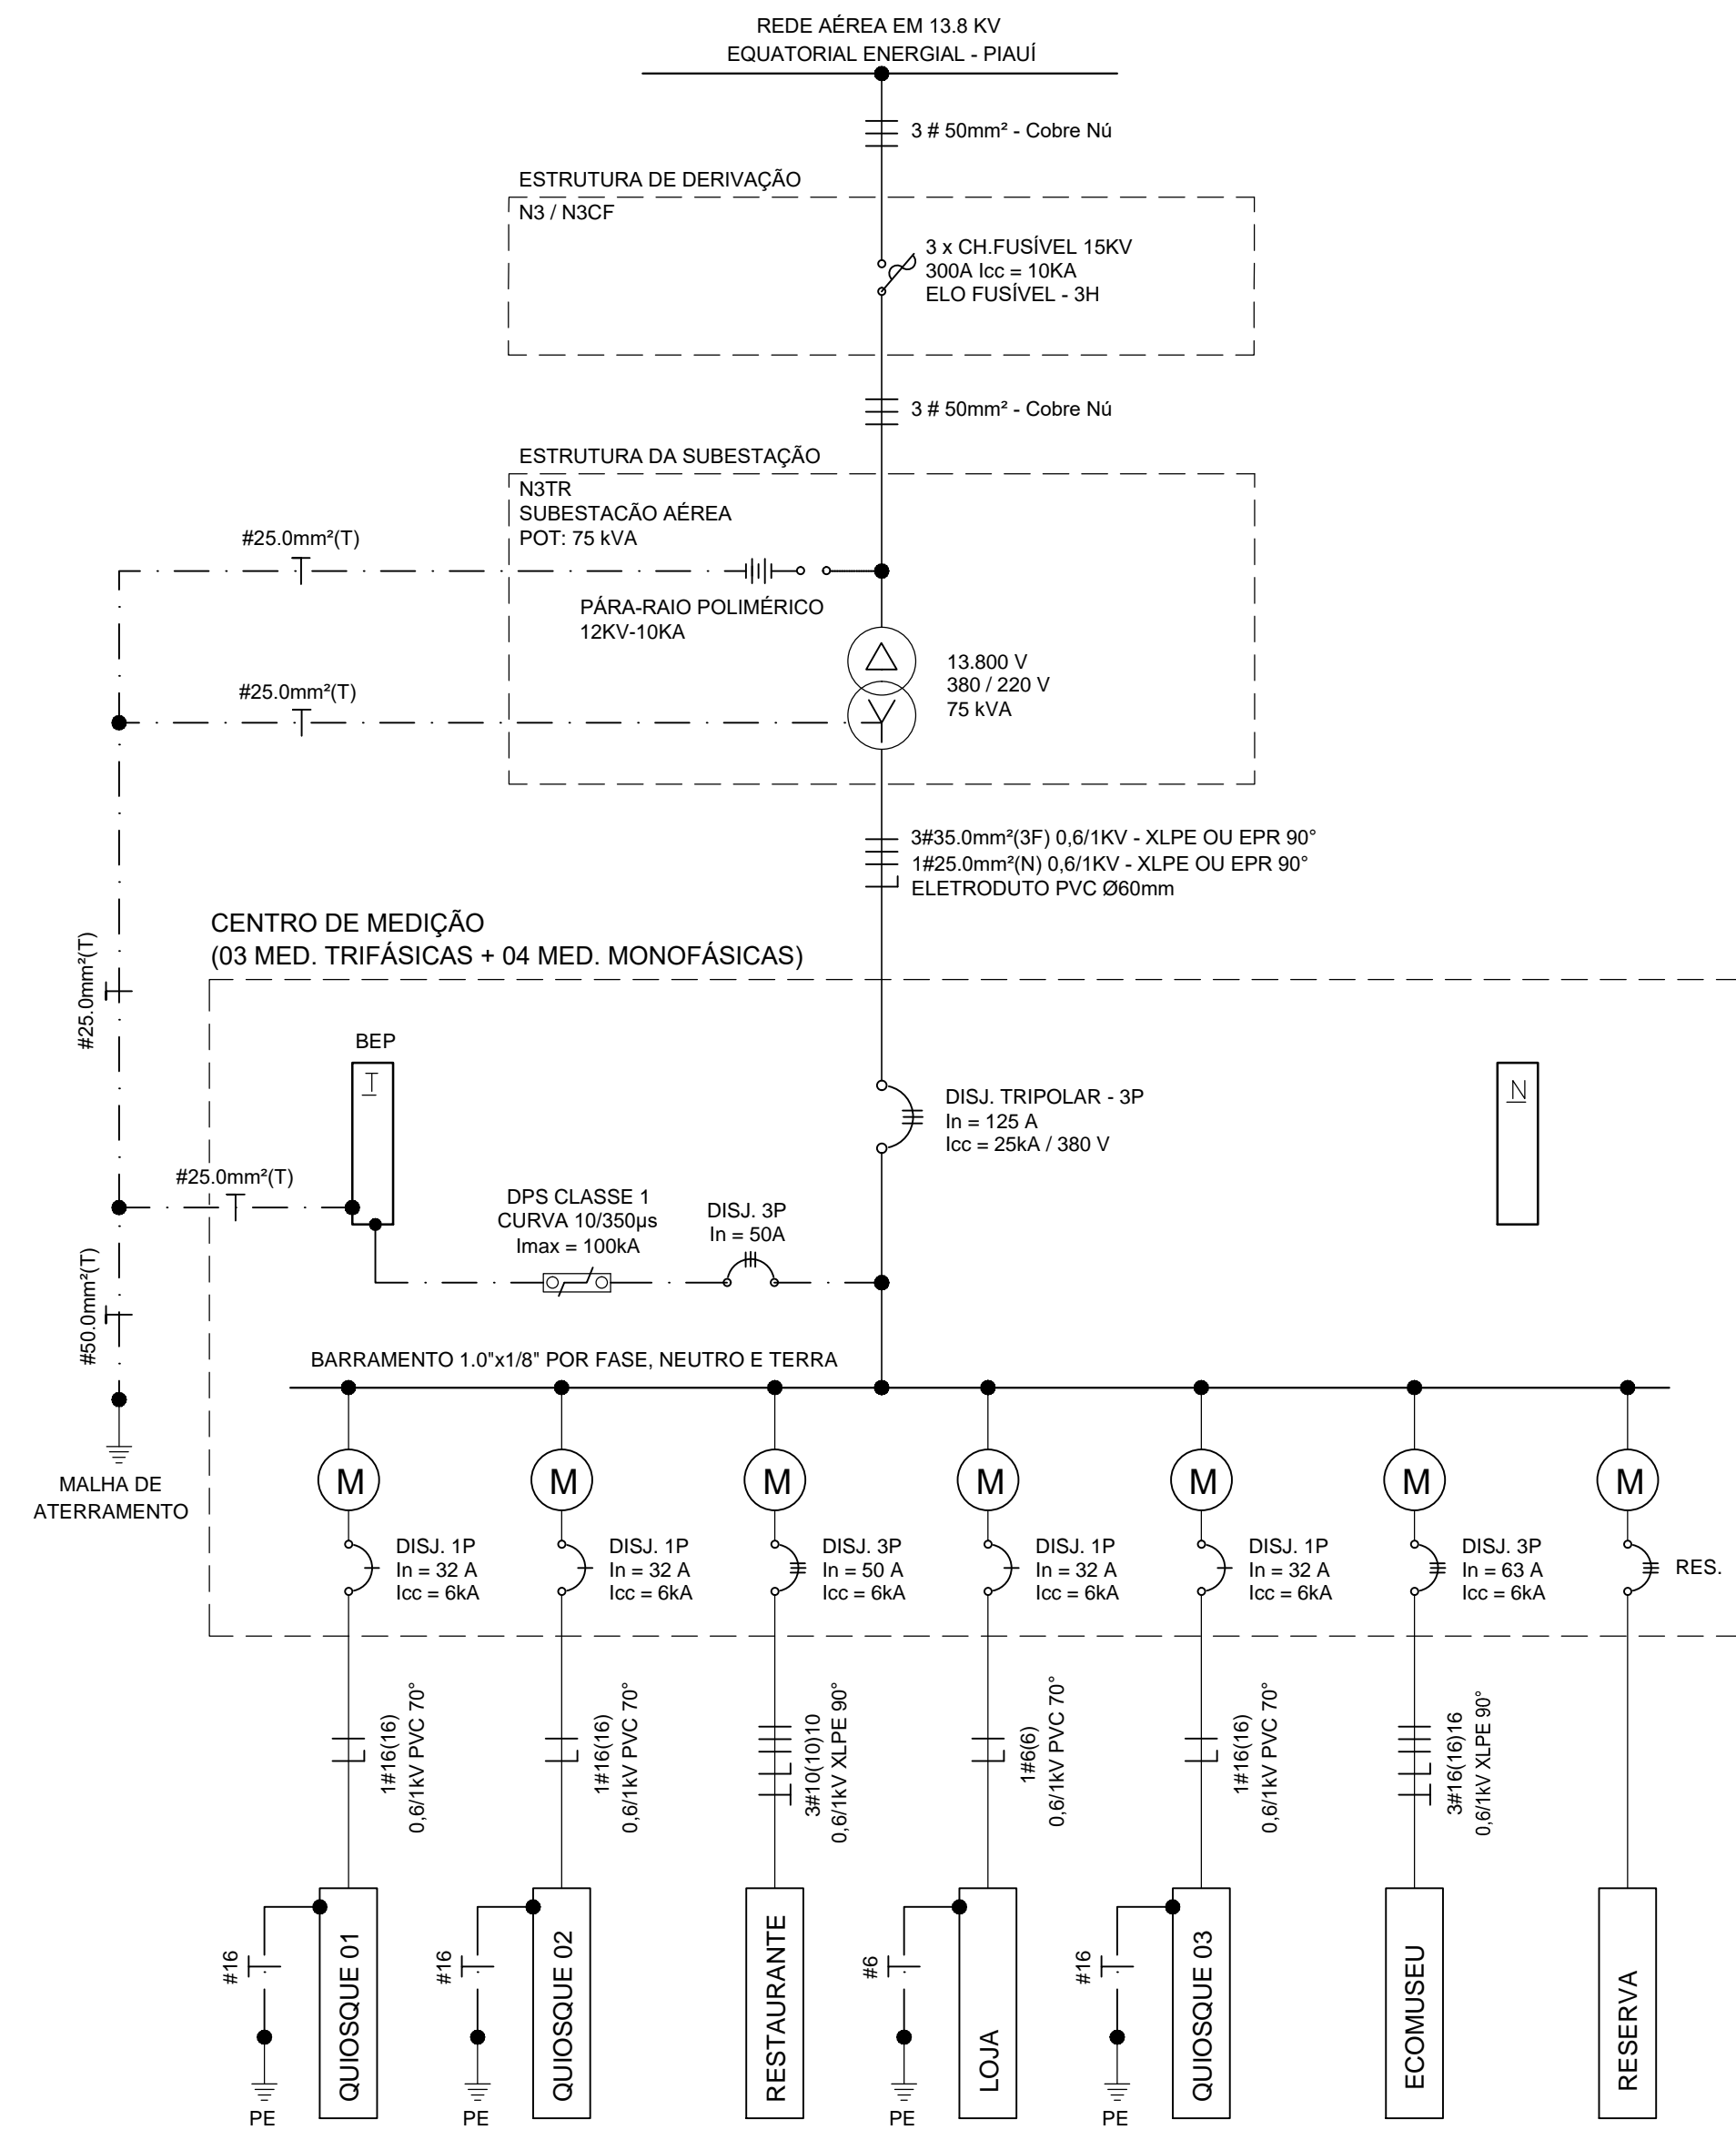 REDE AÉREA EM 13.8 KV
EQUATORIAL ENERGIAL - PIAUÍ
3 # 50mm² - Cobre Nú
ESTRUTURA DE DERIVAÇÃO
N3 / N3CF
3 x CH.FUSÍVEL 15KV
300A Icc = 10KA
ELO FUSÍVEL - 3H
3 # 50mm² - Cobre Nú
ESTRUTURA DA SUBESTAÇÃO
N3TR
SUBESTACÃO AÉREA
POT: 75 kVA
#25.0mm²(T)
PÁRA-RAIO POLIMÉRICO
12KV-10KA
13.800 V
380 / 220 V
75 kVA
#25.0mm²(T)
3#35.0mm²(3F) 0,6/1KV - XLPE OU EPR 90°
1#25.0mm²(N) 0,6/1KV - XLPE OU EPR 90°
ELETRODUTO PVC Ø60mm
CENTRO DE MEDIÇÃO
(03 MED. TRIFÁSICAS + 04 MED. MONOFÁSICAS)
#25.0mm²(T)
BEP
T
N
DISJ. TRIPOLAR - 3P
In = 125 A
Icc = 25kA / 380 V
#25.0mm²(T)
DPS CLASSE 1
CURVA 10/350µs
Imax = 100kA
DISJ. 3P
In = 50A
#50.0mm²(T)
BARRAMENTO 1.0"x1/8" POR FASE, NEUTRO E TERRA
MALHA DE
ATERRAMENTO
M
M
M
M
M
M
M
DISJ. 1P
In = 32 A
Icc = 6kA
DISJ. 1P
In = 32 A
Icc = 6kA
DISJ. 3P
In = 50 A
Icc = 6kA
DISJ. 1P
In = 32 A
Icc = 6kA
DISJ. 1P
In = 32 A
Icc = 6kA
DISJ. 3P
In = 63 A
Icc = 6kA
RES.
1#16(16)
0,6/1kV PVC 70°
1#16(16)
0,6/1kV PVC 70°
3#10(10)10
0,6/1kV XLPE 90°
1#6(6)
0,6/1kV PVC 70°
1#16(16)
0,6/1kV PVC 70°
3#16(16)16
0,6/1kV XLPE 90°
#16
QUIOSQUE 01
PE
#16
QUIOSQUE 02
PE
RESTAURANTE
#6
LOJA
PE
#16
QUIOSQUE 03
PE
ECOMUSEU
RESERVA